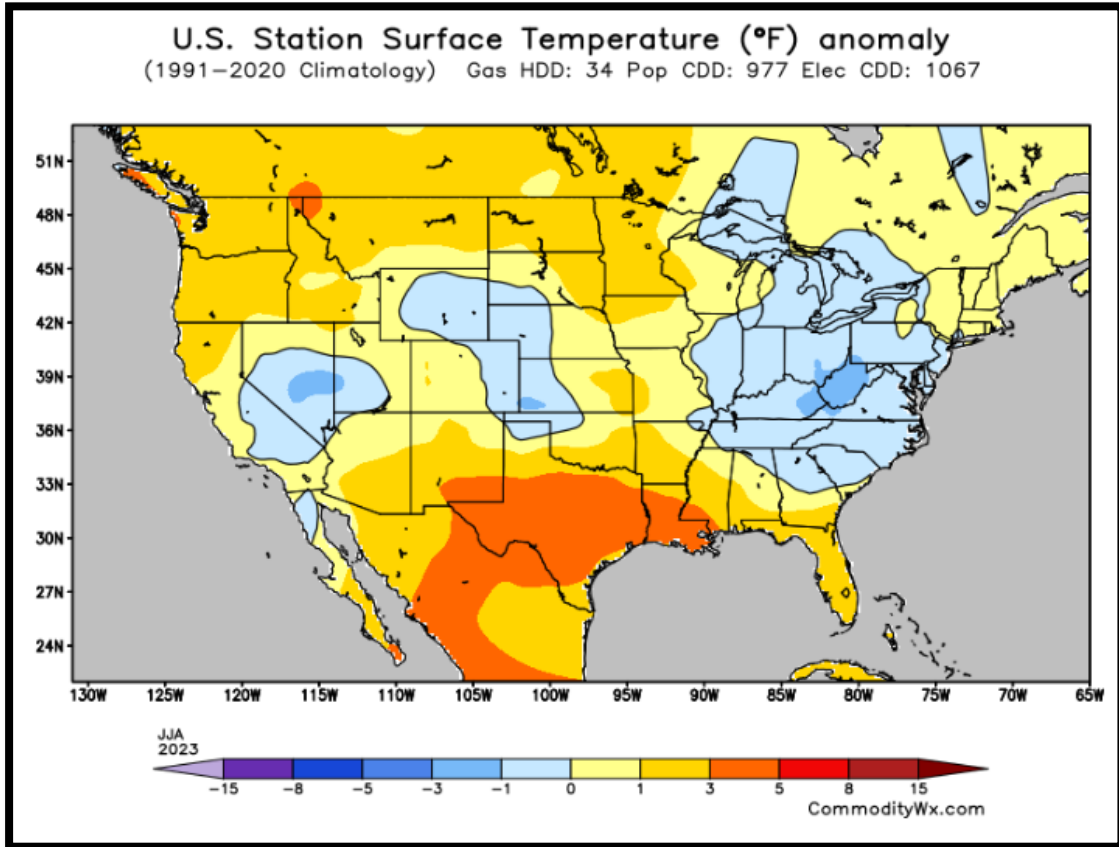 U.S. Station Surface Temperature (°F) anomaly
(1991−2020 Climatology) Gas HDD: 34 Pop CDD: 977 Elec CDD: 1067
51N
48N
45N
42N
39N
36N
33N
30N
27N
24N
130W 125W 120W 115W 110W 105W 100W 95W 90W 85W 80W 75W 70W 65W
JJA
2023
−15 −8 −5 −3 −1 0 1 3 5 8 15
CommodityWx.com